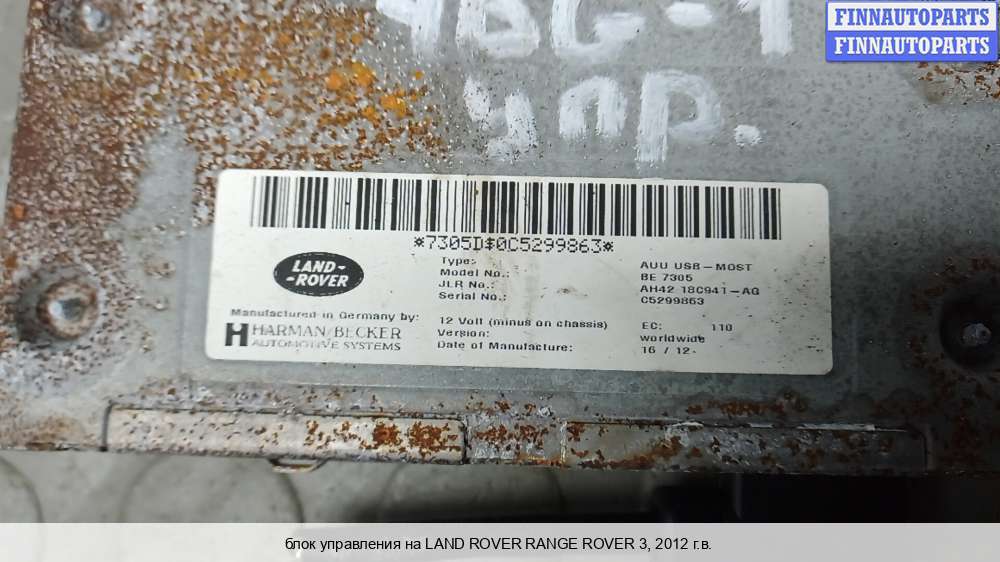 FINNAUTOPARTS
FINNAUTOPARTS
упр.
*7305D$0C5299863*
LAND-
-ROVER
Type: AUU USB-MOST
Model No.: BE 7305
JLR No.: AH42 18C941-AG
Serial No.: C5299863
Manufactured in Germany by:
HARMAN/BECKER
AUTOMOTIVE SYSTEMS
12 Volt (minus on chassis) EC: 110
Version: worldwide
Date of Manufacture: 16 / 12
блок управления на LAND ROVER RANGE ROVER 3, 2012 г.в.